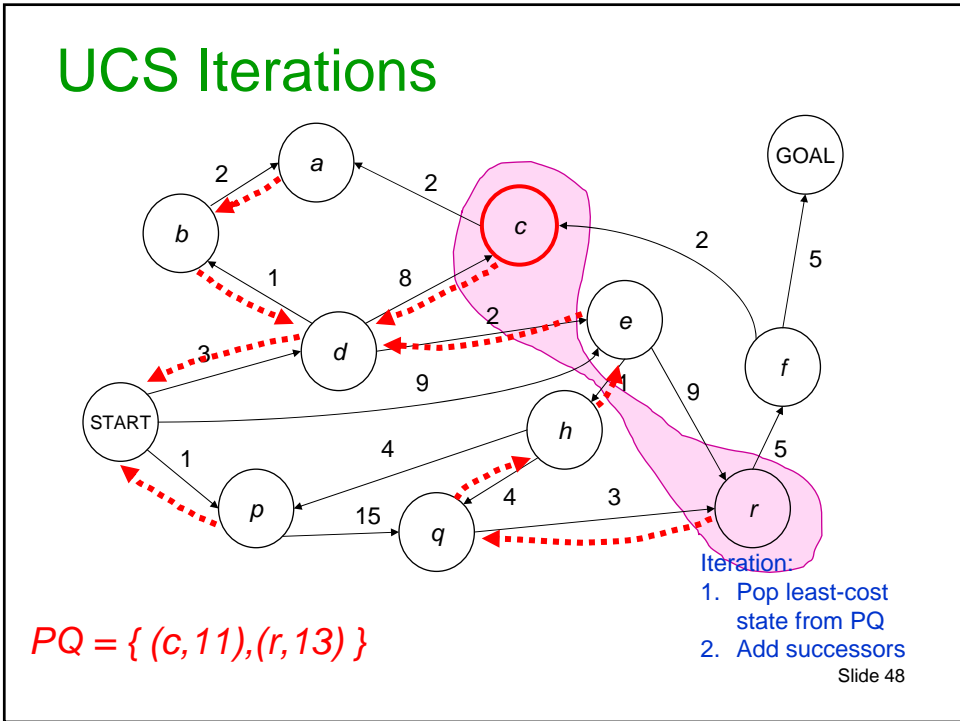 UCS Iterations
GOAL
a
2
2
c
b
2
5
1
8
2
e
d
3
f
9
9
START
1
h
4
5
1
p
4
3
r
15
q
Iteration:
1. Pop least-cost
state from PQ
2. Add successors
PQ = { (c,11),(r,13) }
Slide 48